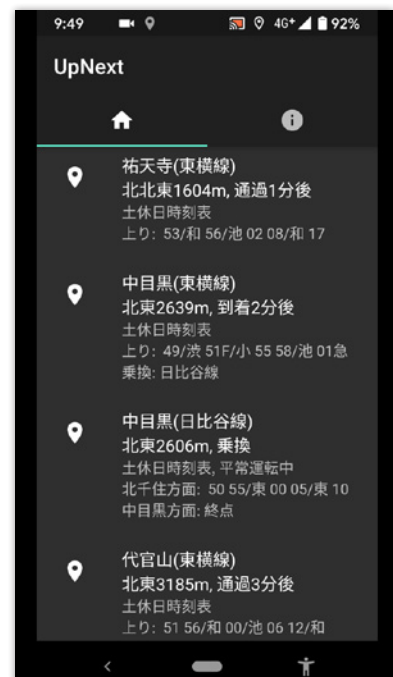 9:49 4G+ 92%
UpNext
祐天寺(東横線)
北北東1604m, 通過1分後
土休日時刻表
上り: 53/和 56/池 02 08/和 17
中目黒(東横線)
北東2639m, 到着2分後
土休日時刻表
上り: 49/渋 51F/小 55 58/池 01急
乗換: 日比谷線
中目黒(日比谷線)
北東2606m, 乗換
土休日時刻表, 平常運転中
北千住方面: 50 55/東 00 05/東 10
中目黒方面: 終点
代官山(東横線)
北東3185m, 通過3分後
土休日時刻表
上り: 51 56/和 00/池 06 12/和